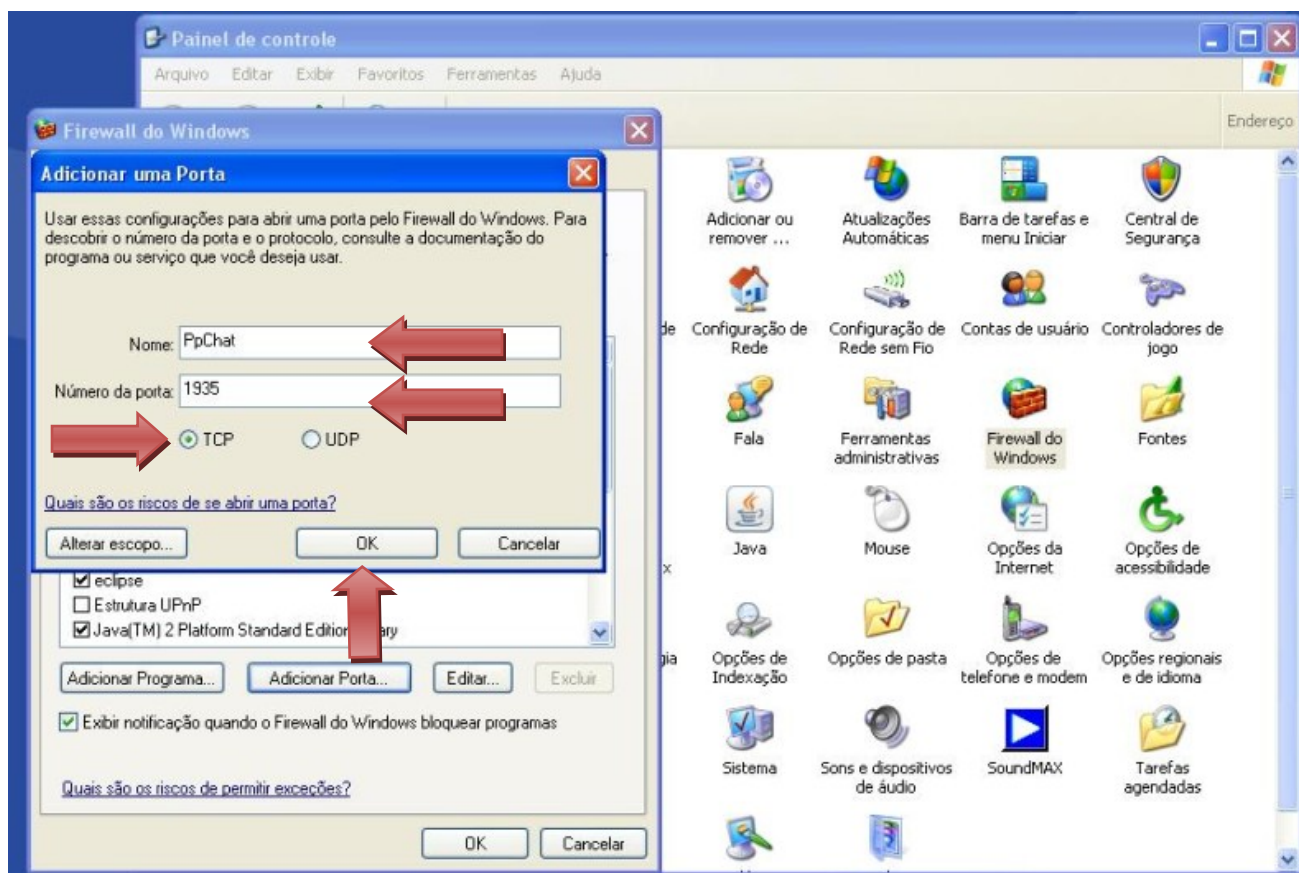 Painel de controle
Arquivo Editar Exibir Favoritos Ferramentas Ajuda
Endereço
Firewall do Windows
Adicionar uma Porta
Usar essas configurações para abrir uma porta pelo Firewall do Windows. Para
descobrir o número da porta e o protocolo, consulte a documentação do
programa ou serviço que você deseja usar.
Nome: PpChat
Número da porta: 1935
TCP UDP
Quais são os riscos de se abrir uma porta?
Alterar escopo... OK Cancelar
eclipse
Estrutura UPnP
Java(TM) 2 Platform Standard Edition
Adicionar Programa... Adicionar Porta... Editar... Excluir
Exibir notificação quando o Firewall do Windows bloquear programas
Quais são os riscos de permitir exceções?
OK Cancelar
Adicionar ou
remover ...
Atualizações
Automáticas
Barra de tarefas e
menu Iniciar
Central de
Segurança
de
Configuração de
Rede
Configuração de
Rede sem Fio
Contas de usuário
Controladores de
jogo
Fala
Ferramentas
administrativas
Firewall do
Windows
Fontes
Java
Mouse
Opções da
Internet
Opções de
acessibilidade
Opções de
Indexação
Opções de pasta
Opções de
telefone e modem
Opções regionais
e de idioma
Sistema
Sons e dispositivos
de áudio
SoundMAX
Tarefas
agendadas